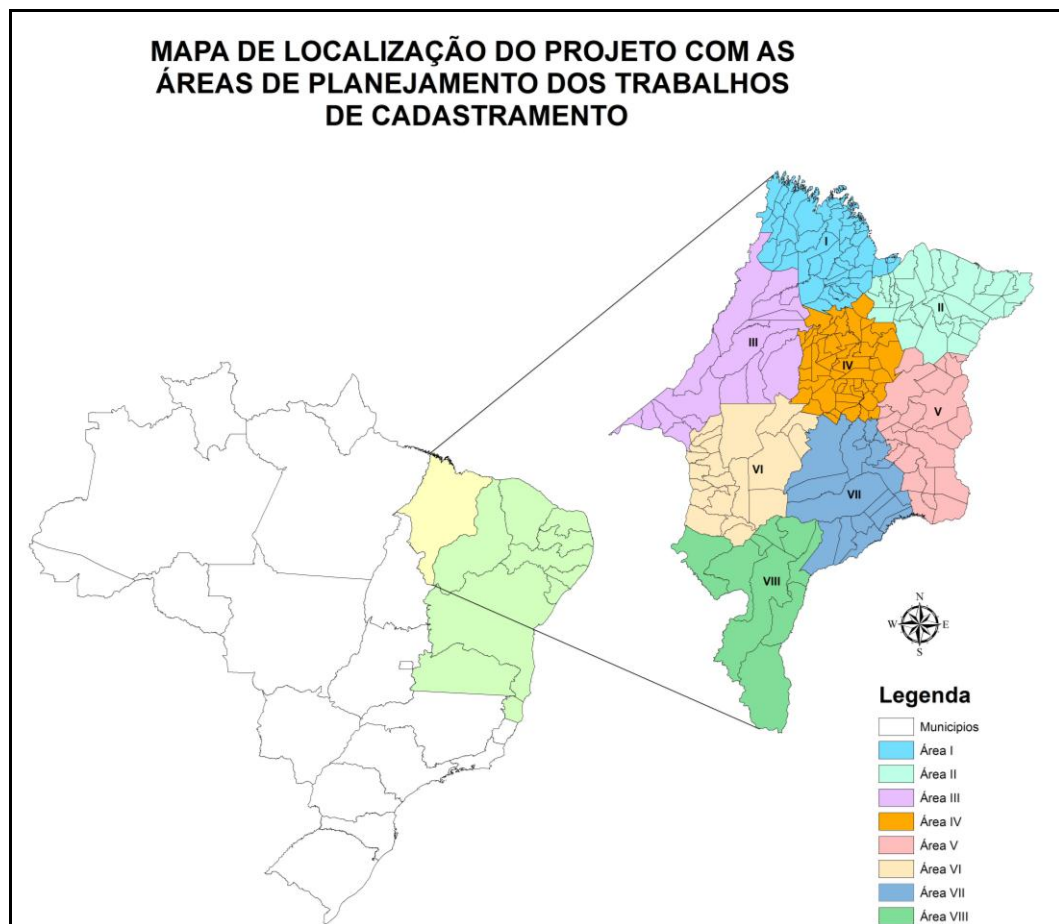 MAPA DE LOCALIZAÇÃO DO PROJETO COM AS
ÁREAS DE PLANEJAMENTO DOS TRABALHOS
DE CADASTRAMENTO
I
II
III
IV
V
VI
VII
VIII
N
W E
S
Legenda
Municipios
Área I
Área II
Área III
Área IV
Área V
Área VI
Área VII
Área VIII